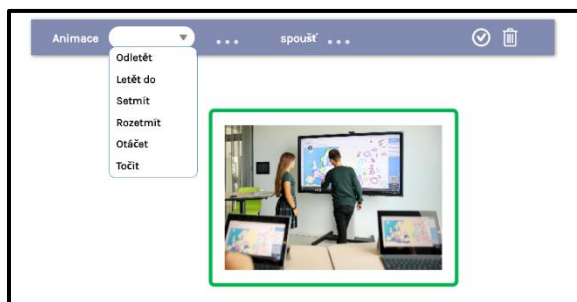 Animace ... spoušť ...
Odletět
Letět do
Setmít
Rozetmít
Otáčet
Točit